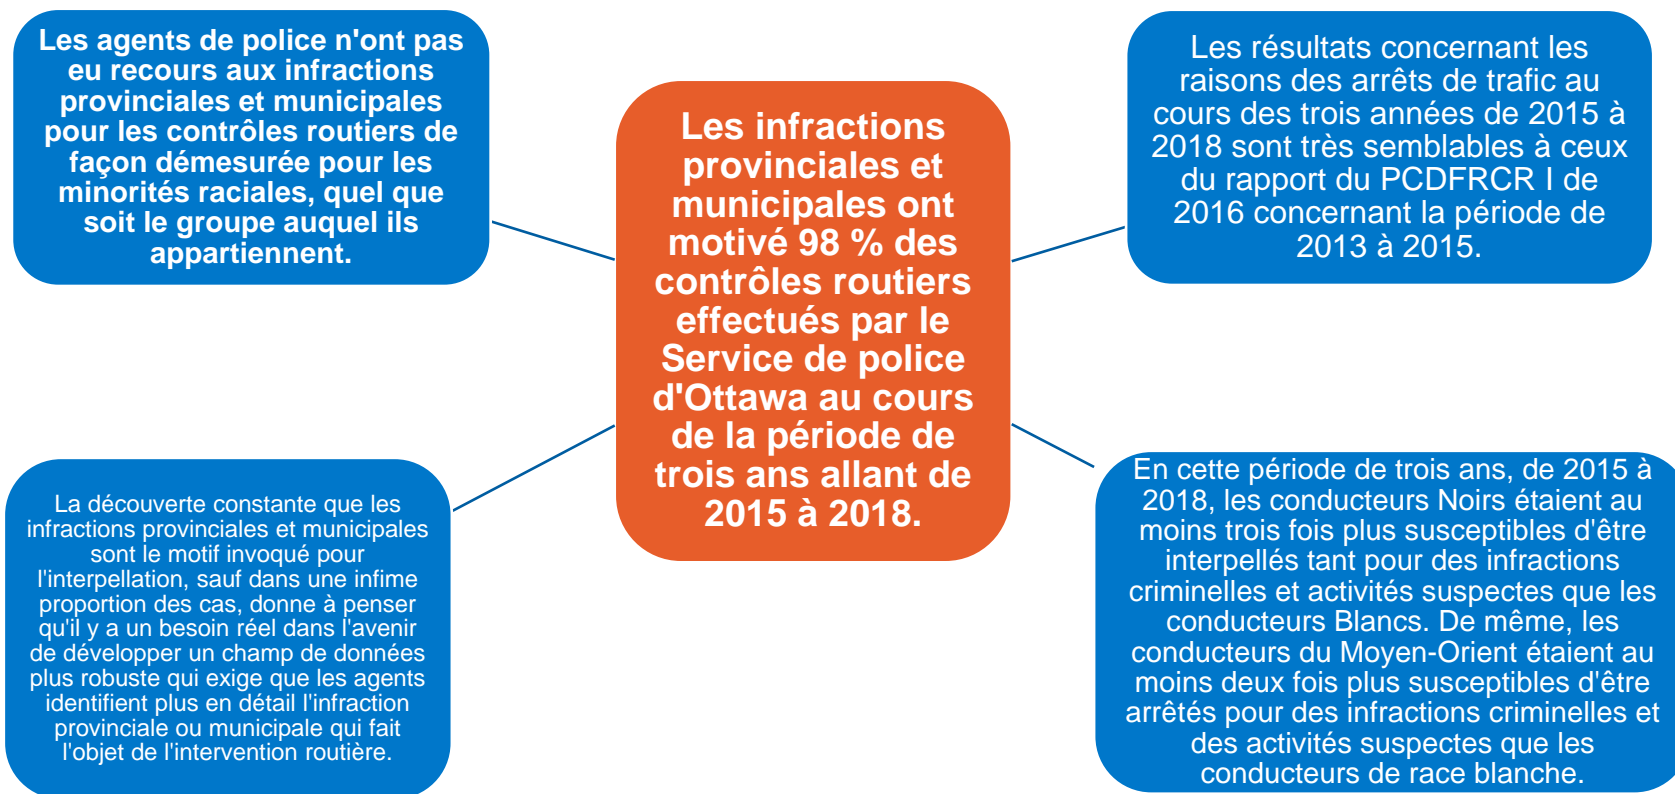 Les agents de police n'ont pas
eu recours aux infractions
provinciales et municipales
pour les contrôles routiers de
façon démesurée pour les
minorités raciales, quel que
soit le groupe auquel ils
appartiennent.
Les infractions
provinciales et
municipales ont
motivé 98 % des
contrôles routiers
effectués par le
Service de police
d'Ottawa au cours
de la période de
trois ans allant de
2015 à 2018.
Les résultats concernant les
raisons des arrêts de trafic au
cours des trois années de 2015 à
2018 sont très semblables à ceux
du rapport du PCDFRCR I de
2016 concernant la période de
2013 à 2015.
La découverte constante que les
infractions provinciales et municipales
sont le motif invoqué pour
l'interpellation, sauf dans une infime
proportion des cas, donne à penser
qu'il y a un besoin réel dans l'avenir
de développer un champ de données
plus robuste qui exige que les agents
identifient plus en détail l'infraction
provinciale ou municipale qui fait
l'objet de l'intervention routière.
En cette période de trois ans, de 2015 à
2018, les conducteurs Noirs étaient au
moins trois fois plus susceptibles d'être
interpellés tant pour des infractions
criminelles et activités suspectes que les
conducteurs Blancs. De même, les
conducteurs du Moyen-Orient étaient au
moins deux fois plus susceptibles d'être
arrêtés pour des infractions criminelles et
des activités suspectes que les
conducteurs de race blanche.